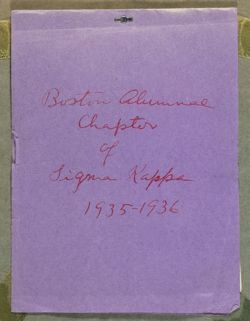 Boston Alumnae
Chapter
of
Sigma Kappa
1935-1936